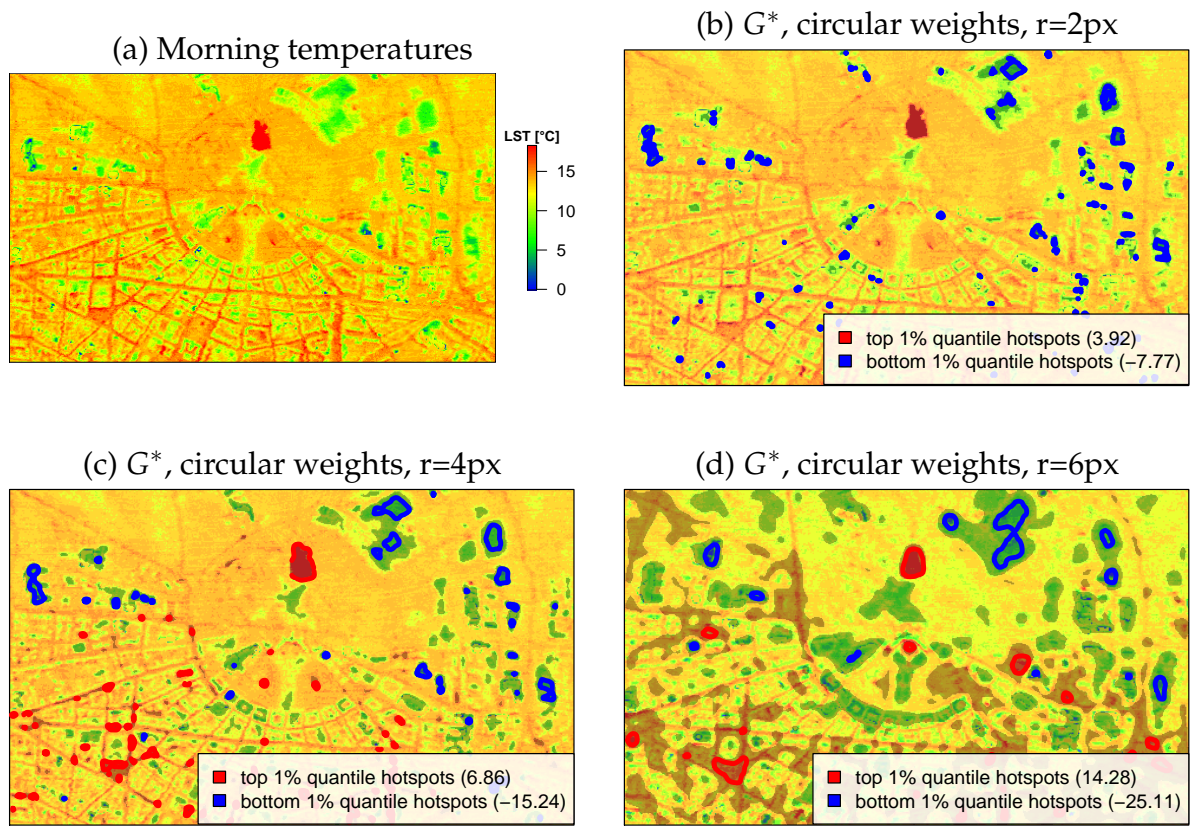 (a) Morning temperatures
LST [°C]
15
10
5
0
(b) G*, circular weights, r=2px
top 1% quantile hotspots (3.92)
bottom 1% quantile hotspots (−7.77)
(c) G*, circular weights, r=4px
top 1% quantile hotspots (6.86)
bottom 1% quantile hotspots (−15.24)
(d) G*, circular weights, r=6px
top 1% quantile hotspots (14.28)
bottom 1% quantile hotspots (−25.11)